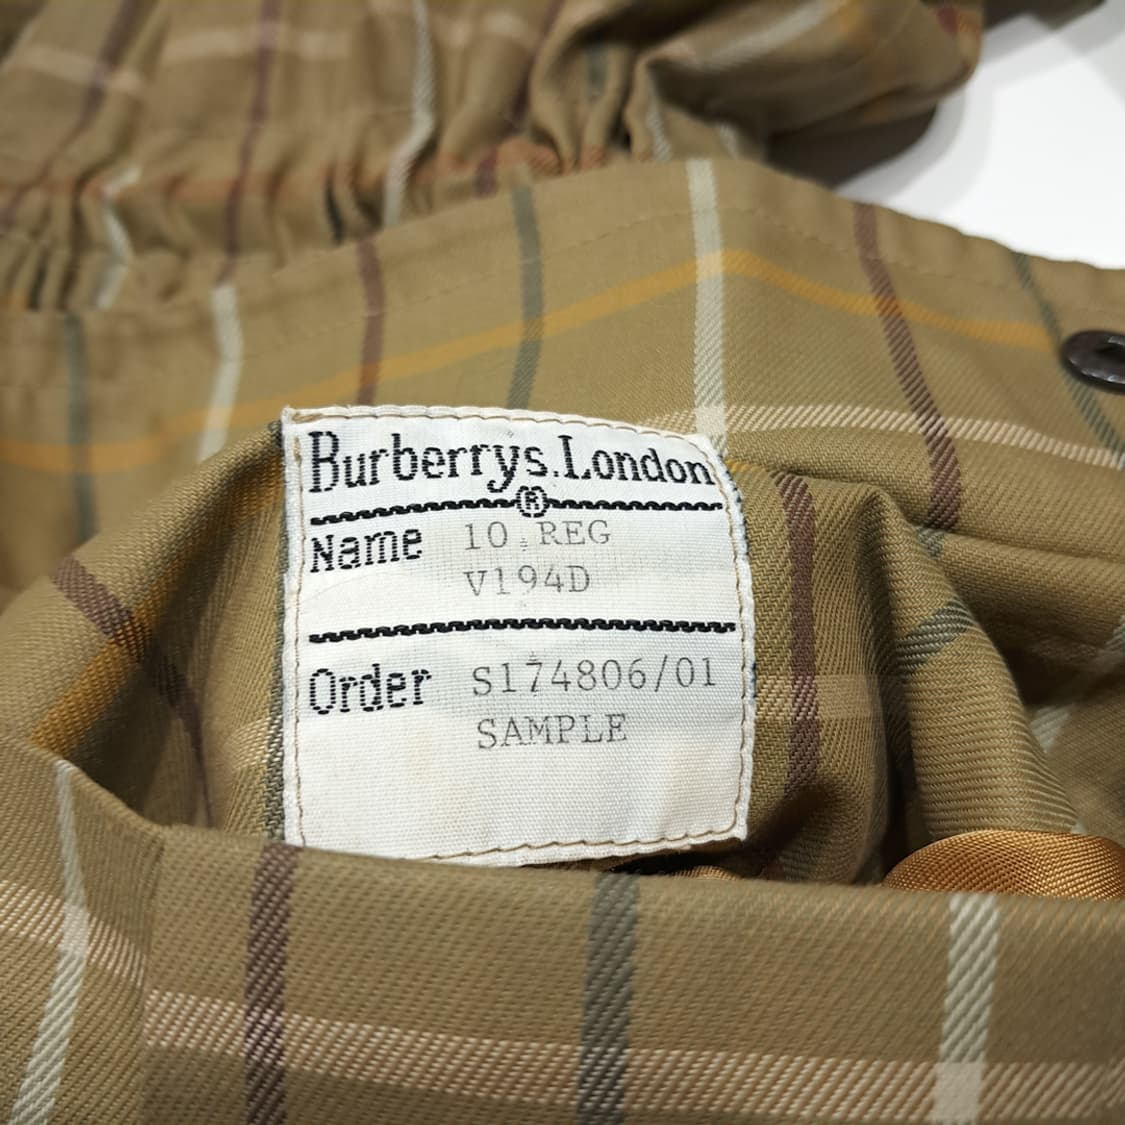 Burberrys.London
®
Name 10 REG
V194D
Order S174806/01
SAMPLE